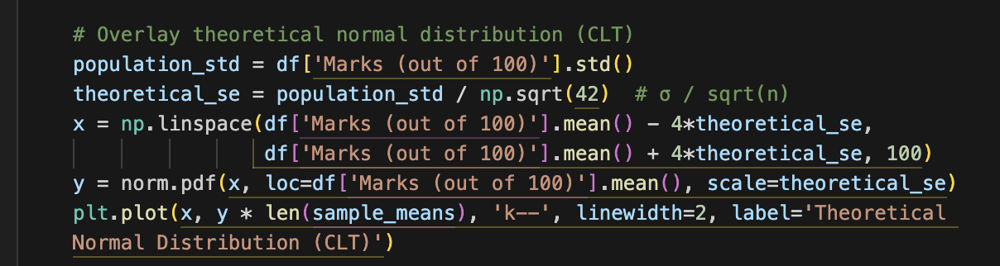 # Overlay theoretical normal distribution (CLT)
population_std = df['Marks (out of 100)'].std()
theoretical_se = population_std / np.sqrt(42)  # σ / sqrt(n)
x = np.linspace(df['Marks (out of 100)'].mean() - 4*theoretical_se,
                df['Marks (out of 100)'].mean() + 4*theoretical_se, 100)
y = norm.pdf(x, loc=df['Marks (out of 100)'].mean(), scale=theoretical_se)
plt.plot(x, y * len(sample_means), 'k--', linewidth=2, label='Theoretical
Normal Distribution (CLT)')